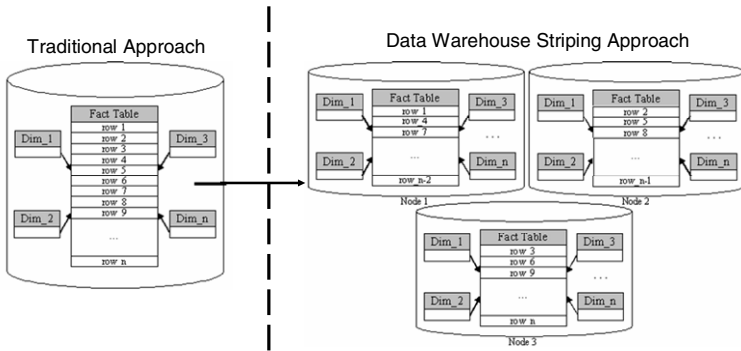 Traditional Approach
Data Warehouse Striping Approach
Fact Table
row 1
row 2
row 3
row 4
row 5
row 6
row 7
row 8
row 9
...
row n
Dim_1
Dim_2
Dim_3
Dim_n
Dim_1
Dim_2
Fact Table
row 1
row 4
row 7
...
row_n-2
Dim_3
...
Dim_n
Node 1
Dim_1
Dim_2
Fact Table
row 2
row 5
row 8
...
row_n-1
Dim_3
...
Dim_n
Node 2
Dim_1
Dim_2
Fact Table
row 3
row 6
row 9
...
row n
Dim_3
...
Dim_n
Node 3